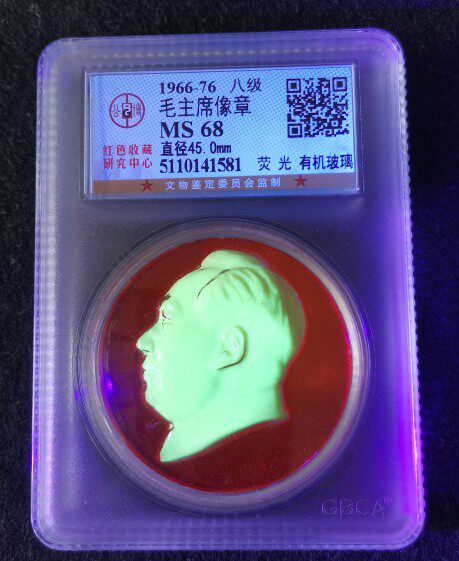 1966-76 八级
毛主席像章
MS 68
红色收藏
研究中心
直径45.0mm
5110141581 荧光 有机玻璃
★ 文物鉴定委员会监制 ★
GBCA